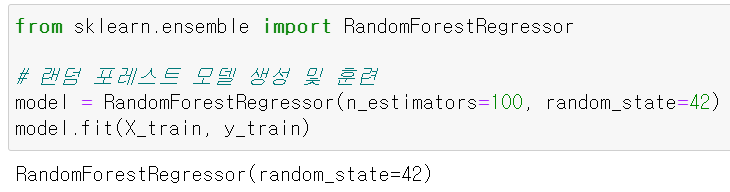 from sklearn.ensemble import RandomForestRegressor
# 랜덤 포레스트 모델 생성 및 훈련
model = RandomForestRegressor(n_estimators=100, random_state=42)
model.fit(X_train, y_train)
RandomForestRegressor(random_state=42)